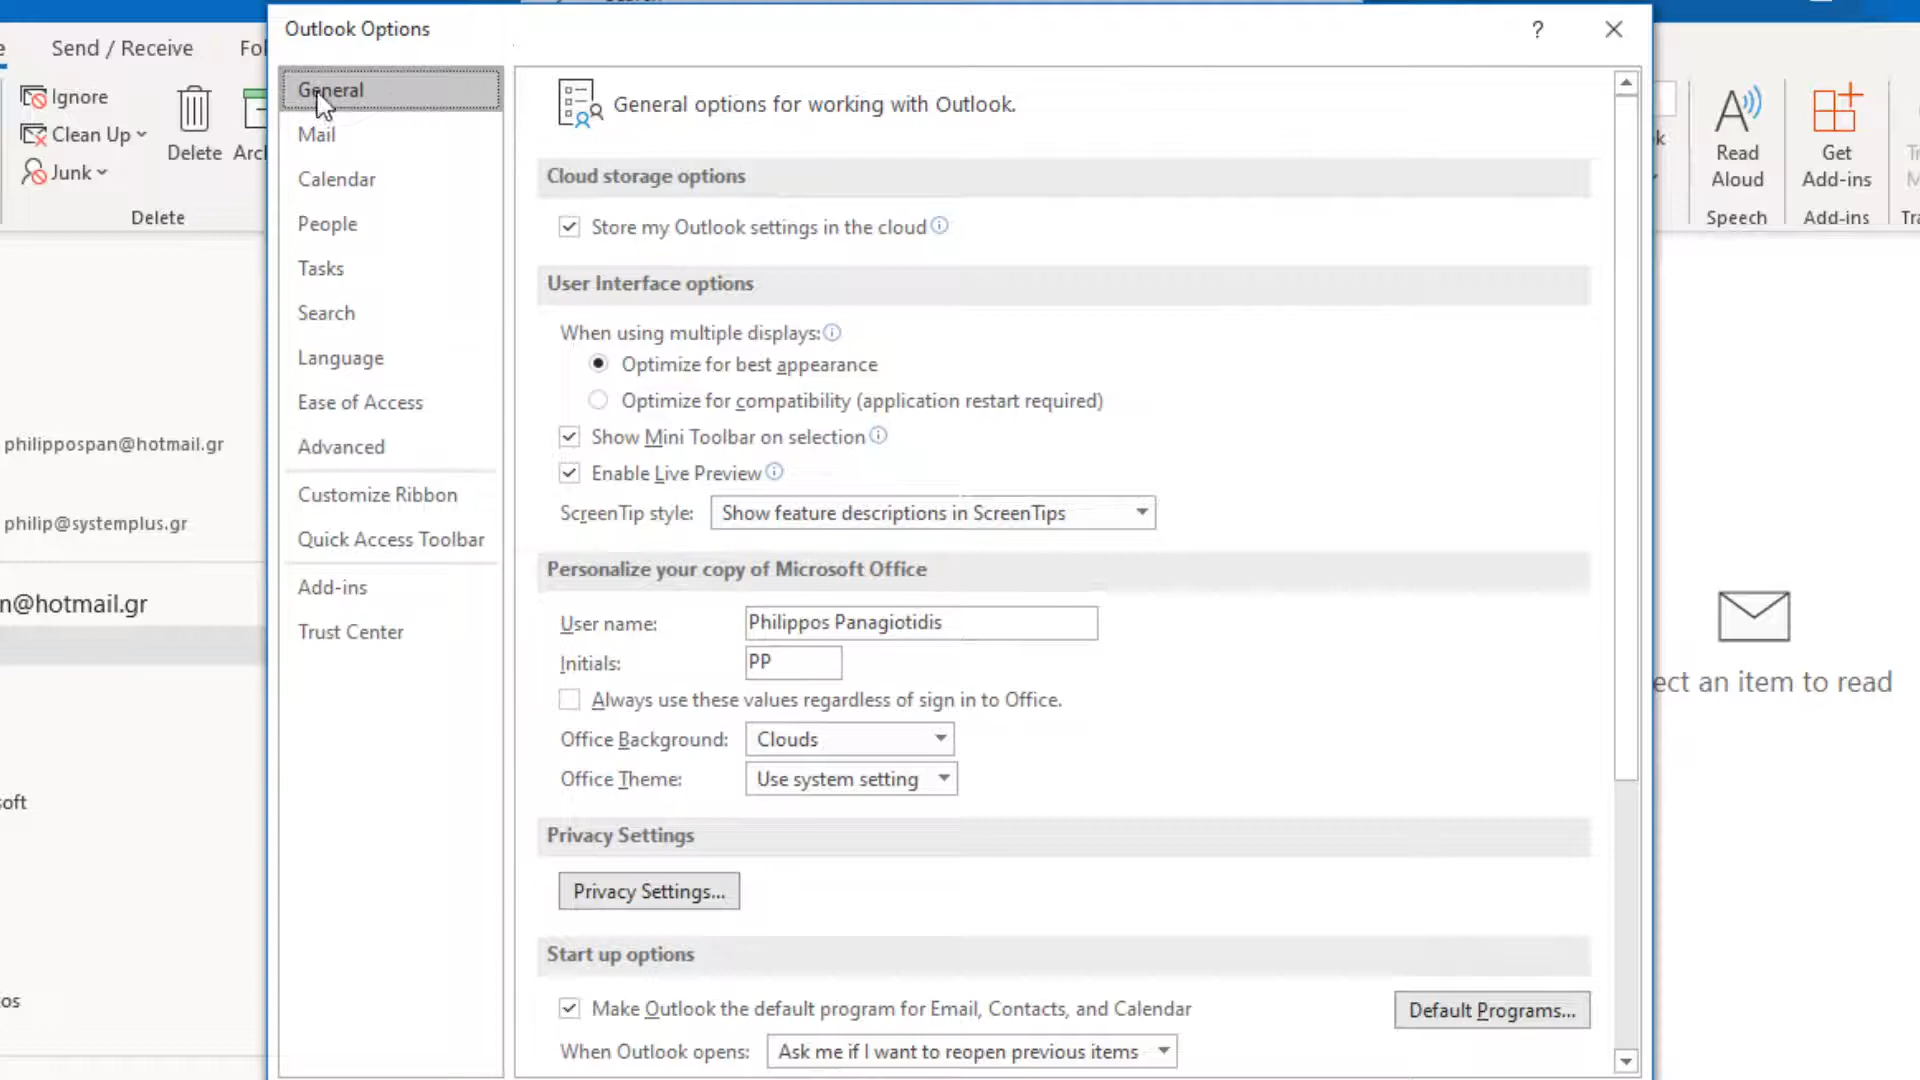 Outlook Options
?
Send / Receive
Ignore
Clean Up
Junk
Delete
Delete
General
Mail
Calendar
People
Tasks
Search
Language
Ease of Access
Advanced
Customize Ribbon
Quick Access Toolbar
Add-ins
Trust Center
General options for working with Outlook.
Cloud storage options
Store my Outlook settings in the cloud
User Interface options
When using multiple displays:
Optimize for best appearance
Optimize for compatibility (application restart required)
Show Mini Toolbar on selection
Enable Live Preview
ScreenTip style: Show feature descriptions in ScreenTips
Personalize your copy of Microsoft Office
User name: Philippos Panagiotidis
Initials: PP
Always use these values regardless of sign in to Office.
Office Background: Clouds
Office Theme: Use system setting
Privacy Settings
Privacy Settings...
Start up options
Make Outlook the default program for Email, Contacts, and Calendar
Default Programs...
When Outlook opens: Ask me if I want to reopen previous items
Read Aloud
Speech
Get Add-ins
Add-ins
philippospan@hotmail.gr
philip@systemplus.gr
n@hotmail.gr
oft
os
ect an item to read